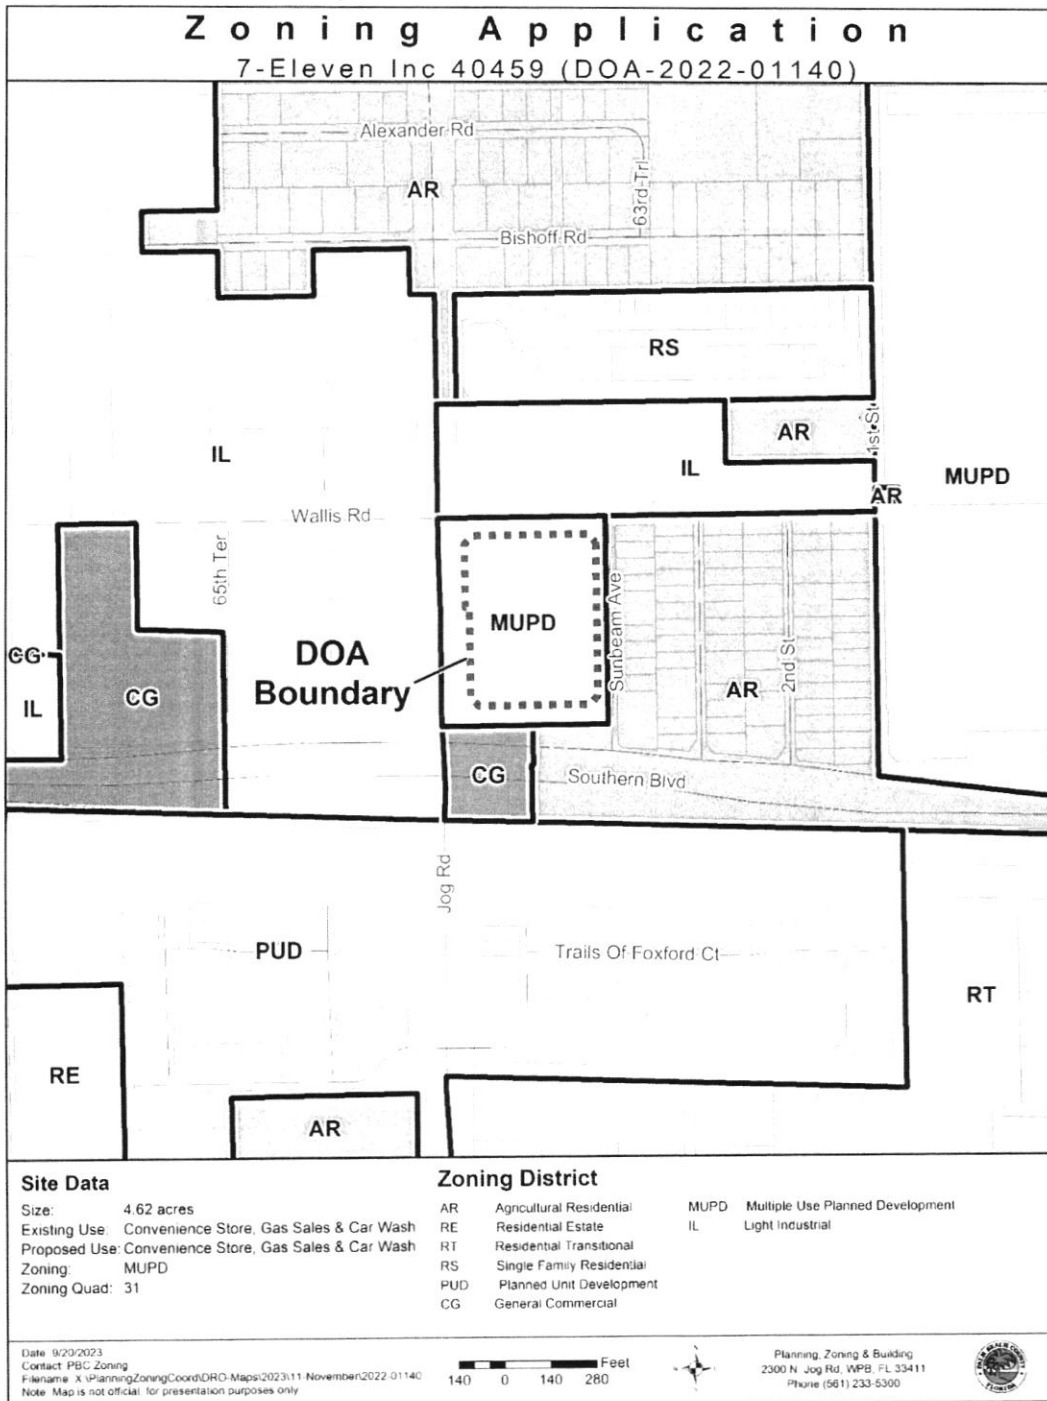 Zoning Application
7-Eleven Inc 40459 (DOA-2022-01140)
Alexander Rd
AR
63rd Trl
Bishoff Rd
RS
AR
1st St
IL
IL
MUPD
AR
Wallis Rd
65th Ter
MUPD
Sunbeam Ave
2nd St
DOA
Boundary
CG
CG
AR
IL
CG
Southern Blvd
Jog Rd
PUD
Trails Of Foxford Ct
RT
RE
AR
Site Data
Size: 4.62 acres
Existing Use: Convenience Store, Gas Sales & Car Wash
Proposed Use: Convenience Store, Gas Sales & Car Wash
Zoning: MUPD
Zoning Quad: 31
Zoning District
AR Agricultural Residential
RE Residential Estate
RT Residential Transitional
RS Single Family Residential
PUD Planned Unit Development
CG General Commercial
MUPD Multiple Use Planned Development
IL Light Industrial
Date 9/20/2023
Contact PBC Zoning
Filename X:\PlanningZoningCoord\DRO-Maps\2023\11-November\2022-01140
Note Map is not official for presentation purposes only
Feet
140 0 140 280
Planning, Zoning & Building
2300 N. Jog Rd, WPB, FL 33411
Phone (561) 233-5300
PALM BEACH COUNTY
FLORIDA